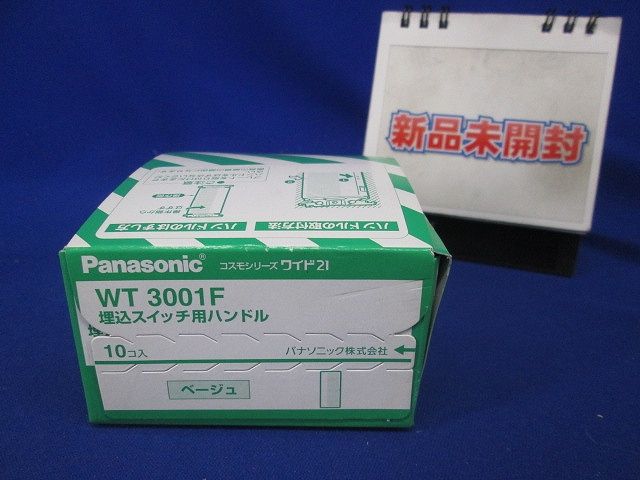 新品未開封
ハンドルのはずし方
ハンドルの取付方法
Panasonic® コスモシリーズ ワイド21
WT 3001F
埋込スイッチ用ハンドル
10コ入
パナソニック株式会社
ベージュ